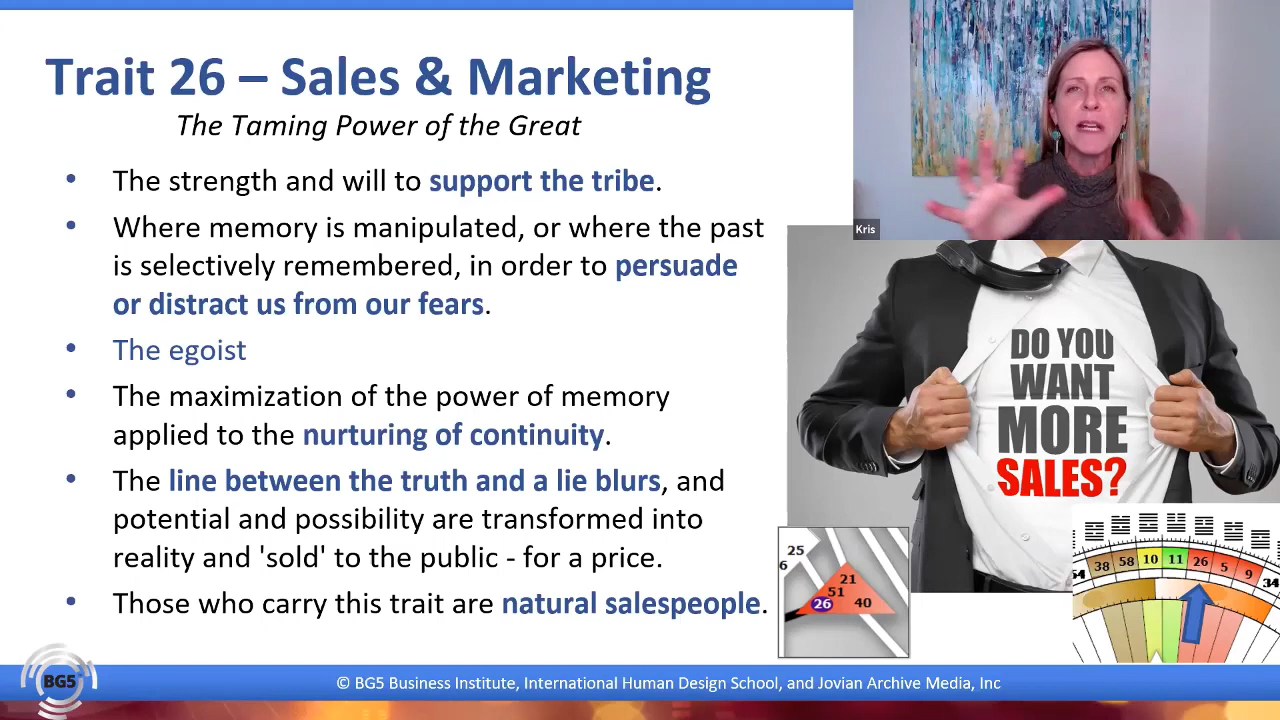 Trait 26 – Sales & Marketing
The Taming Power of the Great
• The strength and will to support the tribe.
• Where memory is manipulated, or where the past
is selectively remembered, in order to persuade
or distract us from our fears.
• The egoist
• The maximization of the power of memory
applied to the nurturing of continuity.
• The line between the truth and a lie blurs, and
potential and possibility are transformed into
reality and 'sold' to the public - for a price.
• Those who carry this trait are natural salespeople.
Kris
DO YOU
WANT
MORE
SALES?
25
6
21
51
26
40
54 38 58 10 11 26 5 9 34
BG5
© BG5 Business Institute, International Human Design School, and Jovian Archive Media, Inc